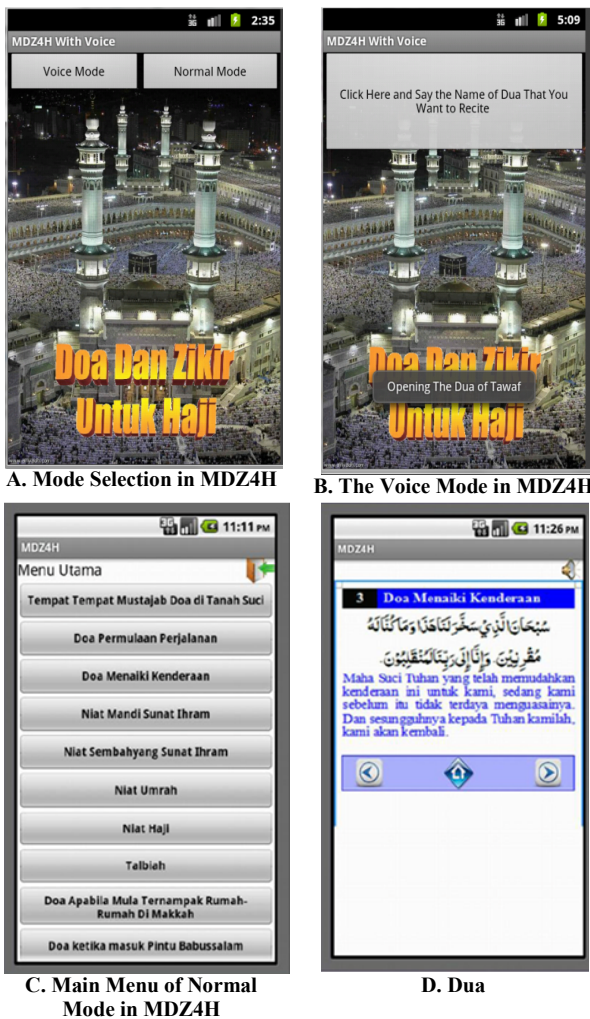 2:35
MDZ4H With Voice
Voice Mode
Normal Mode
Doa Dan Zikir
Untuk Haji
A. Mode Selection in MDZ4H
5:09
MDZ4H With Voice
Click Here and Say the Name of Dua That You
Want to Recite
Doa Dan Zikir
Opening The Dua of Tawaf
Untuk Haji
B. The Voice Mode in MDZ4H
3G
11:11 PM
MDZ4H
Menu Utama
Tempat Tempat Mustajab Doa di Tanah Suci
Doa Permulaan Perjalanan
Doa Menaiki Kenderaan
Niat Mandi Sunat Ihram
Niat Sembahyang Sunat Ihram
Niat Umrah
Niat Haji
Talbiah
Doa Apabila Mula Ternampak Rumah-
Rumah Di Makkah
Doa ketika masuk Pintu Babussalam
C. Main Menu of Normal
Mode in MDZ4H
3G
11:26 PM
MDZ4H
3 Doa Menaiki Kenderaan
سُبْحَانَ الَّذِيْ سَخَّرَ لَنَا هَذَا وَمَا كُنَّا لَهُ
مُقْرِنِيْنَ. وَإِنَّا إِلَى رَبِّنَا لَمُنْقَلِبُوْنَ.
Maha Suci Tuhan yang telah memudahkan
kenderaan ini untuk kami, sedang kami
sebelum itu tidak terdaya menguasainya.
Dan sesungguhnya kepada Tuhan kamilah,
kami akan kembali.
D. Dua